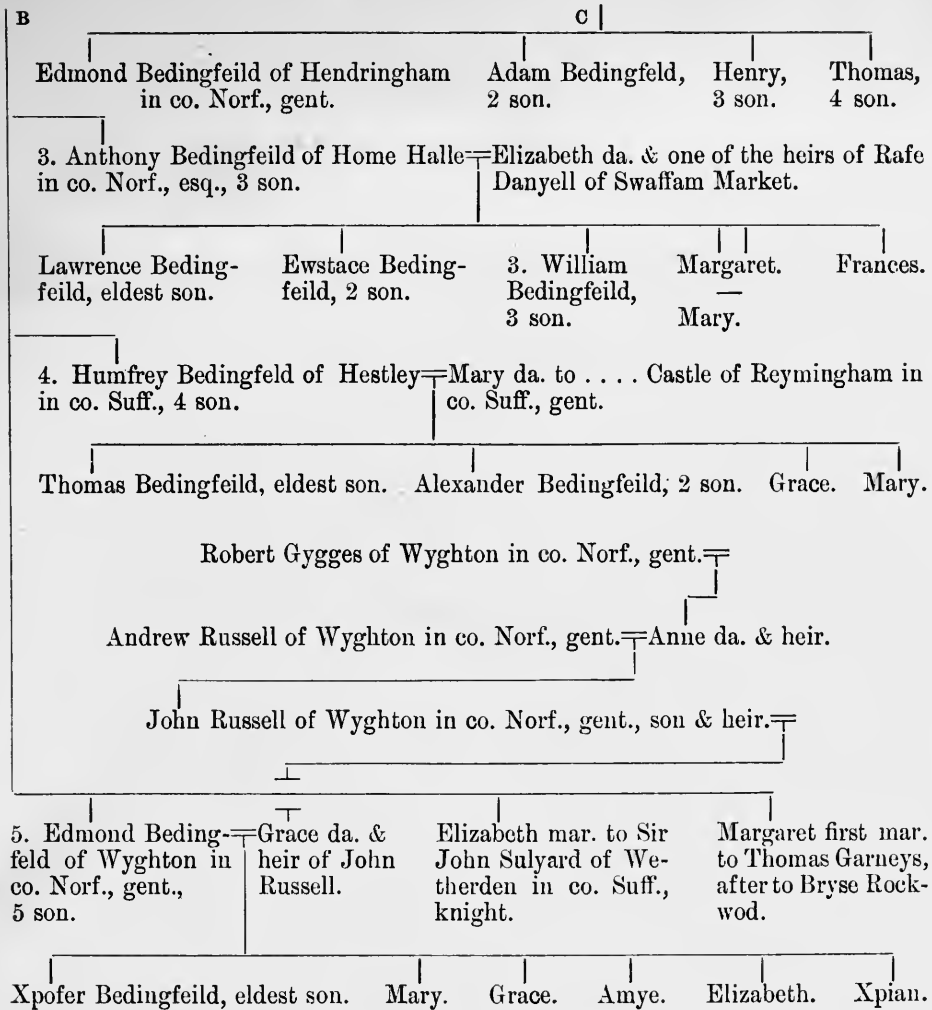 B C
Edmond Bedingfeild of Hendringham Adam Bedingfeld, Henry, Thomas,
in co. Norf., gent. 2 son. 3 son. 4 son.
3. Anthony Bedingfeild of Home Halle Elizabeth da. & one of the heirs of Rafe
in co. Norf., esq., 3 son. Danyell of Swaffam Market.
Lawrence Beding- Ewstace Beding- 3. William Margaret. Frances.
feild, eldest son. feild, 2 son. Bedingfeild, —
3 son. Mary.
4. Humfrey Bedingfeld of Hestley Mary da. to . . . . Castle of Reymingham in
in co. Suff., 4 son. co. Suff., gent.
Thomas Bedingfeild, eldest son. Alexander Bedingfeild, 2 son. Grace. Mary.
Robert Gygges of Wyghton in co. Norf., gent.
Andrew Russell of Wyghton in co. Norf., gent. Anne da. & heir.
John Russell of Wyghton in co. Norf., gent., son & heir.
5. Edmond Beding- Grace da. & Elizabeth mar. to Sir Margaret first mar.
feld of Wyghton in heir of John John Sulyard of We- to Thomas Garneys,
co. Norf., gent., Russell. therden in co. Suff., after to Bryse Rock-
5 son. knight. wod.
Xpofer Bedingfeild, eldest son. Mary. Grace. Amye. Elizabeth. Xpian.